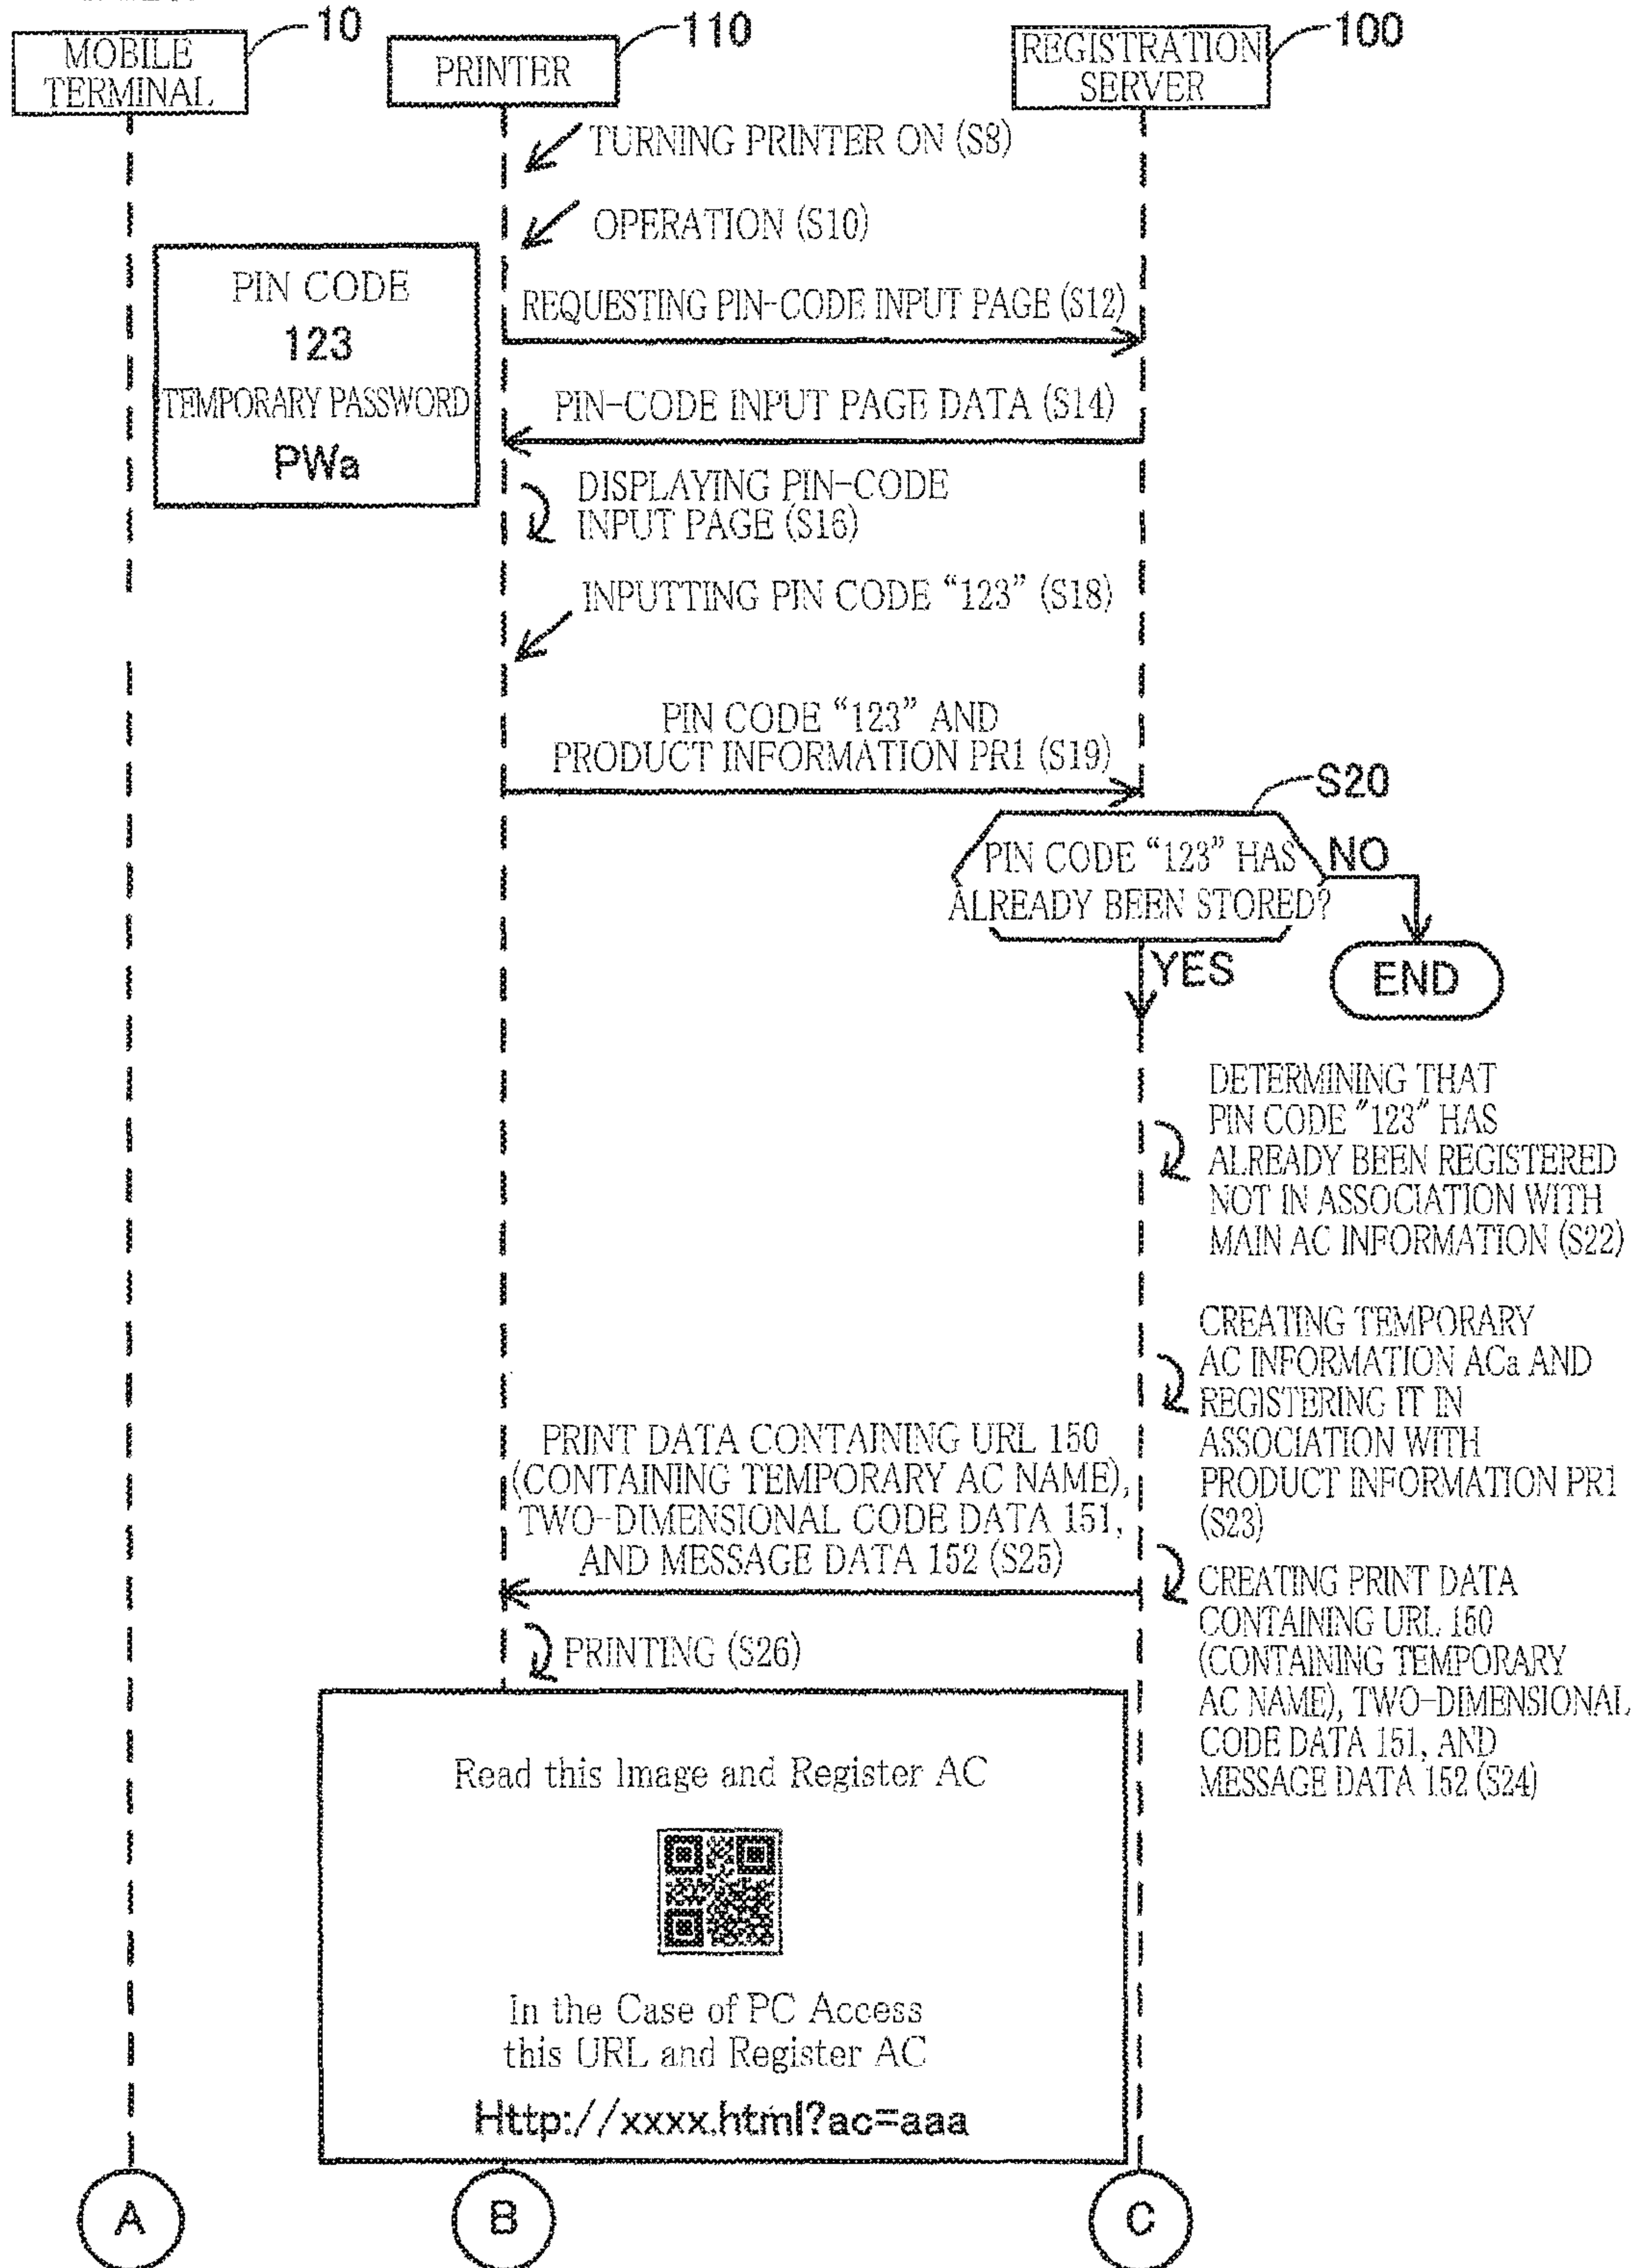 10
110
100
MOBILE
TERMINAL
PRINTER
REGISTRATION
SERVER
TURNING PRINTER ON (S8)
OPERATION (S10)
PIN CODE
123
TEMPORARY PASSWORD
PWa
REQUESTING PIN-CODE INPUT PAGE (S12)
PIN-CODE INPUT PAGE DATA (S14)
DISPLAYING PIN-CODE
INPUT PAGE (S16)
INPUTTING PIN CODE “123” (S18)
PIN CODE “123” AND
PRODUCT INFORMATION PR1 (S19)
S20
PIN CODE “123” HAS
ALREADY BEEN STORED?
NO
YES
END
DETERMINING THAT
PIN CODE "123" HAS
ALREADY BEEN REGISTERED
NOT IN ASSOCIATION WITH
MAIN AC INFORMATION (S22)
CREATING TEMPORARY
AC INFORMATION ACa AND
REGISTERING IT IN
ASSOCIATION WITH
PRODUCT INFORMATION PR1
(S23)
CREATING PRINT DATA
CONTAINING URL 150
(CONTAINING TEMPORARY
AC NAME), TWO-DIMENSIONAL
CODE DATA 151, AND
MESSAGE DATA 152 (S24)
PRINT DATA CONTAINING URL 150
(CONTAINING TEMPORARY AC NAME),
TWO-DIMENSIONAL CODE DATA 151,
AND MESSAGE DATA 152 (S25)
PRINTING (S26)
Read this Image and Register AC
In the Case of PC Access
this URL and Register AC
Http://xxxx.html?ac=aaa
A
B
C